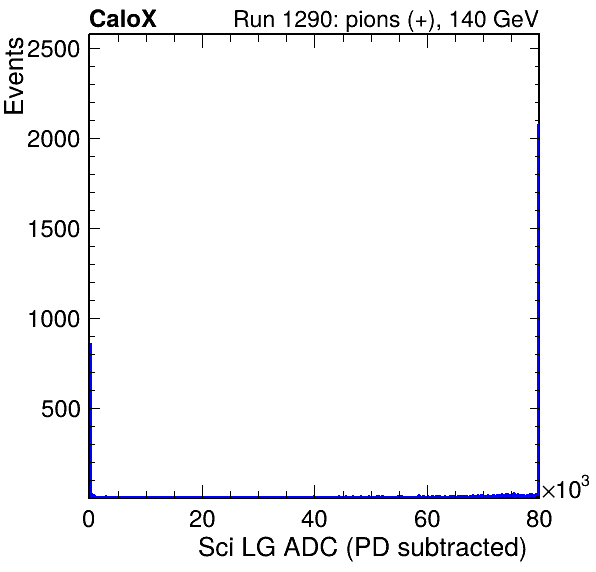 CaloX Run 1290: pions (+), 140 GeV
Events
2500
2000
1500
1000
500
0 20 40 60 80
×10³
Sci LG ADC (PD subtracted)